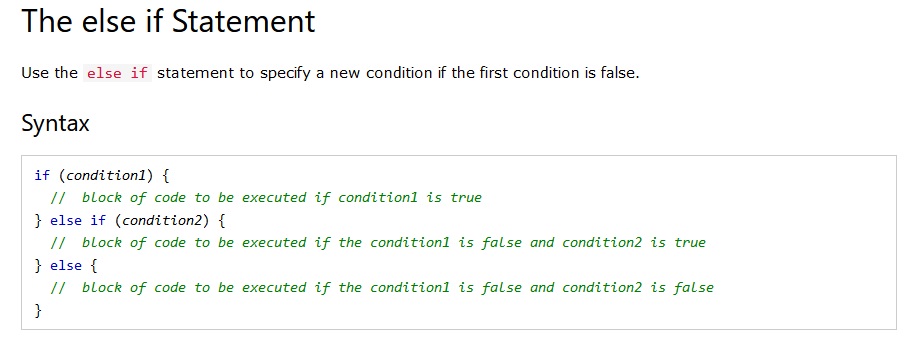 The else if Statement
Use the else if statement to specify a new condition if the first condition is false.
Syntax
if (condition1) {
  //  block of code to be executed if condition1 is true
} else if (condition2) {
  //  block of code to be executed if the condition1 is false and condition2 is true
} else {
  //  block of code to be executed if the condition1 is false and condition2 is false
}